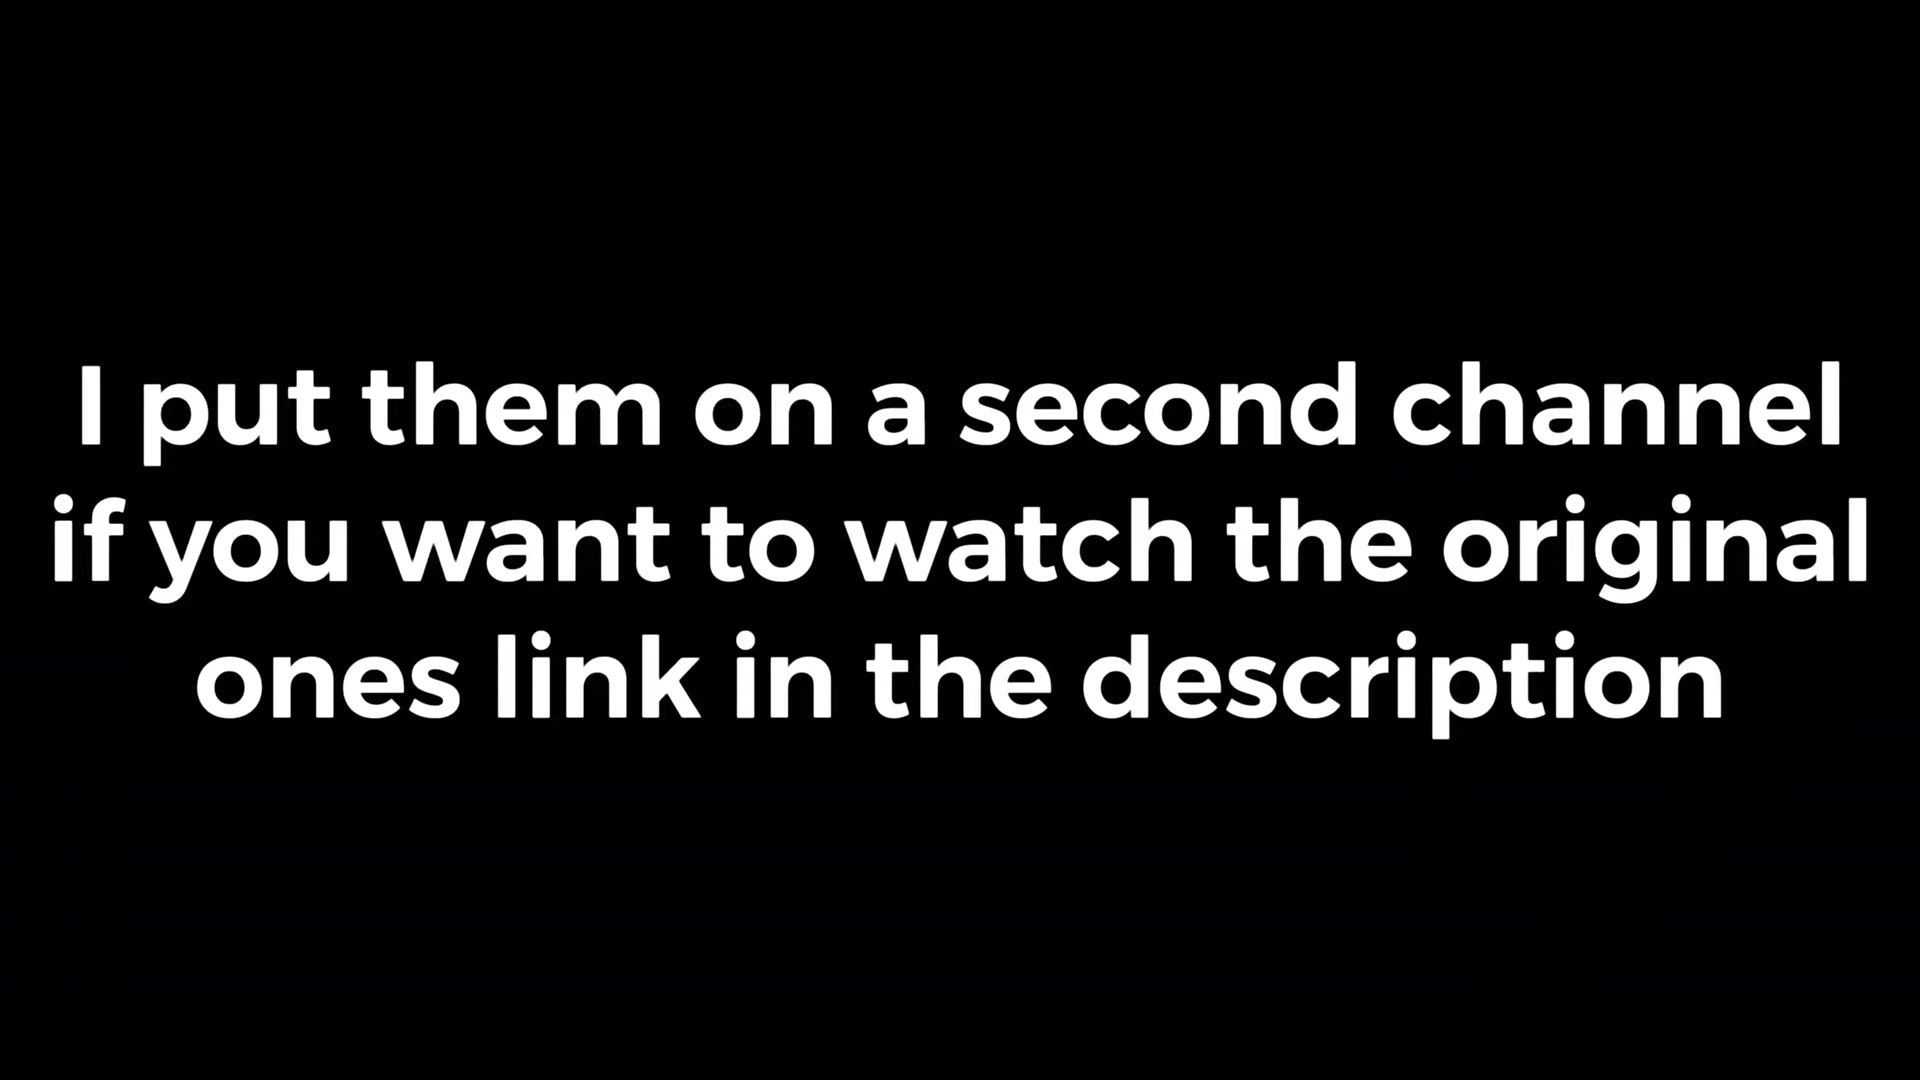 I put them on a second channel
if you want to watch the original
ones link in the description